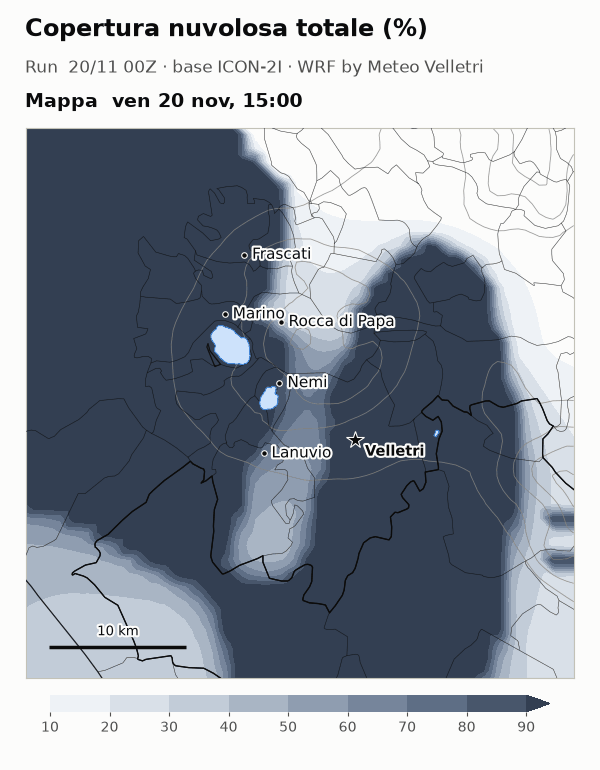 Copertura nuvolosa totale (%)
Run  20/11 00Z · base ICON-2I · WRF by Meteo Velletri
Mappa  ven 20 nov, 15:00
Frascati
Marino
Rocca di Papa
Nemi
Velletri
Lanuvio
10 km
10 20 30 40 50 60 70 80 90